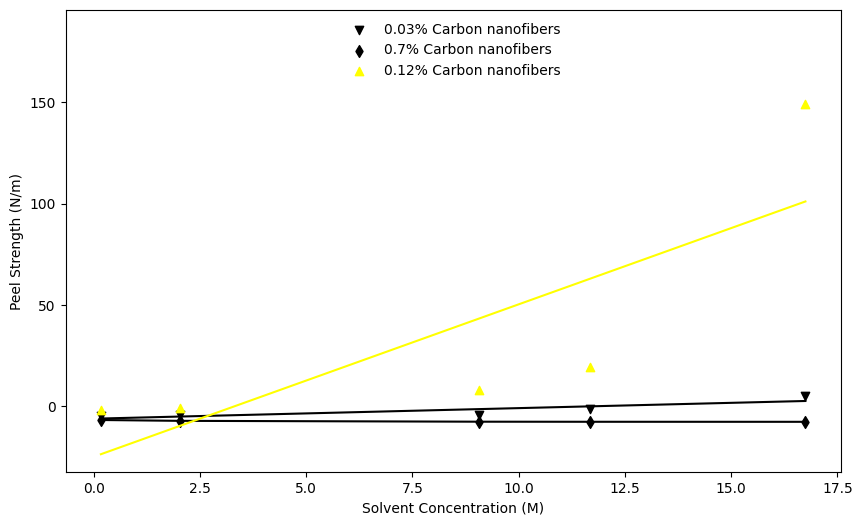 0.03% Carbon nanofibers
0.7% Carbon nanofibers
0.12% Carbon nanofibers
150
100
50
0
Peel Strength (N/m)
0.0 2.5 5.0 7.5 10.0 12.5 15.0 17.5
Solvent Concentration (M)